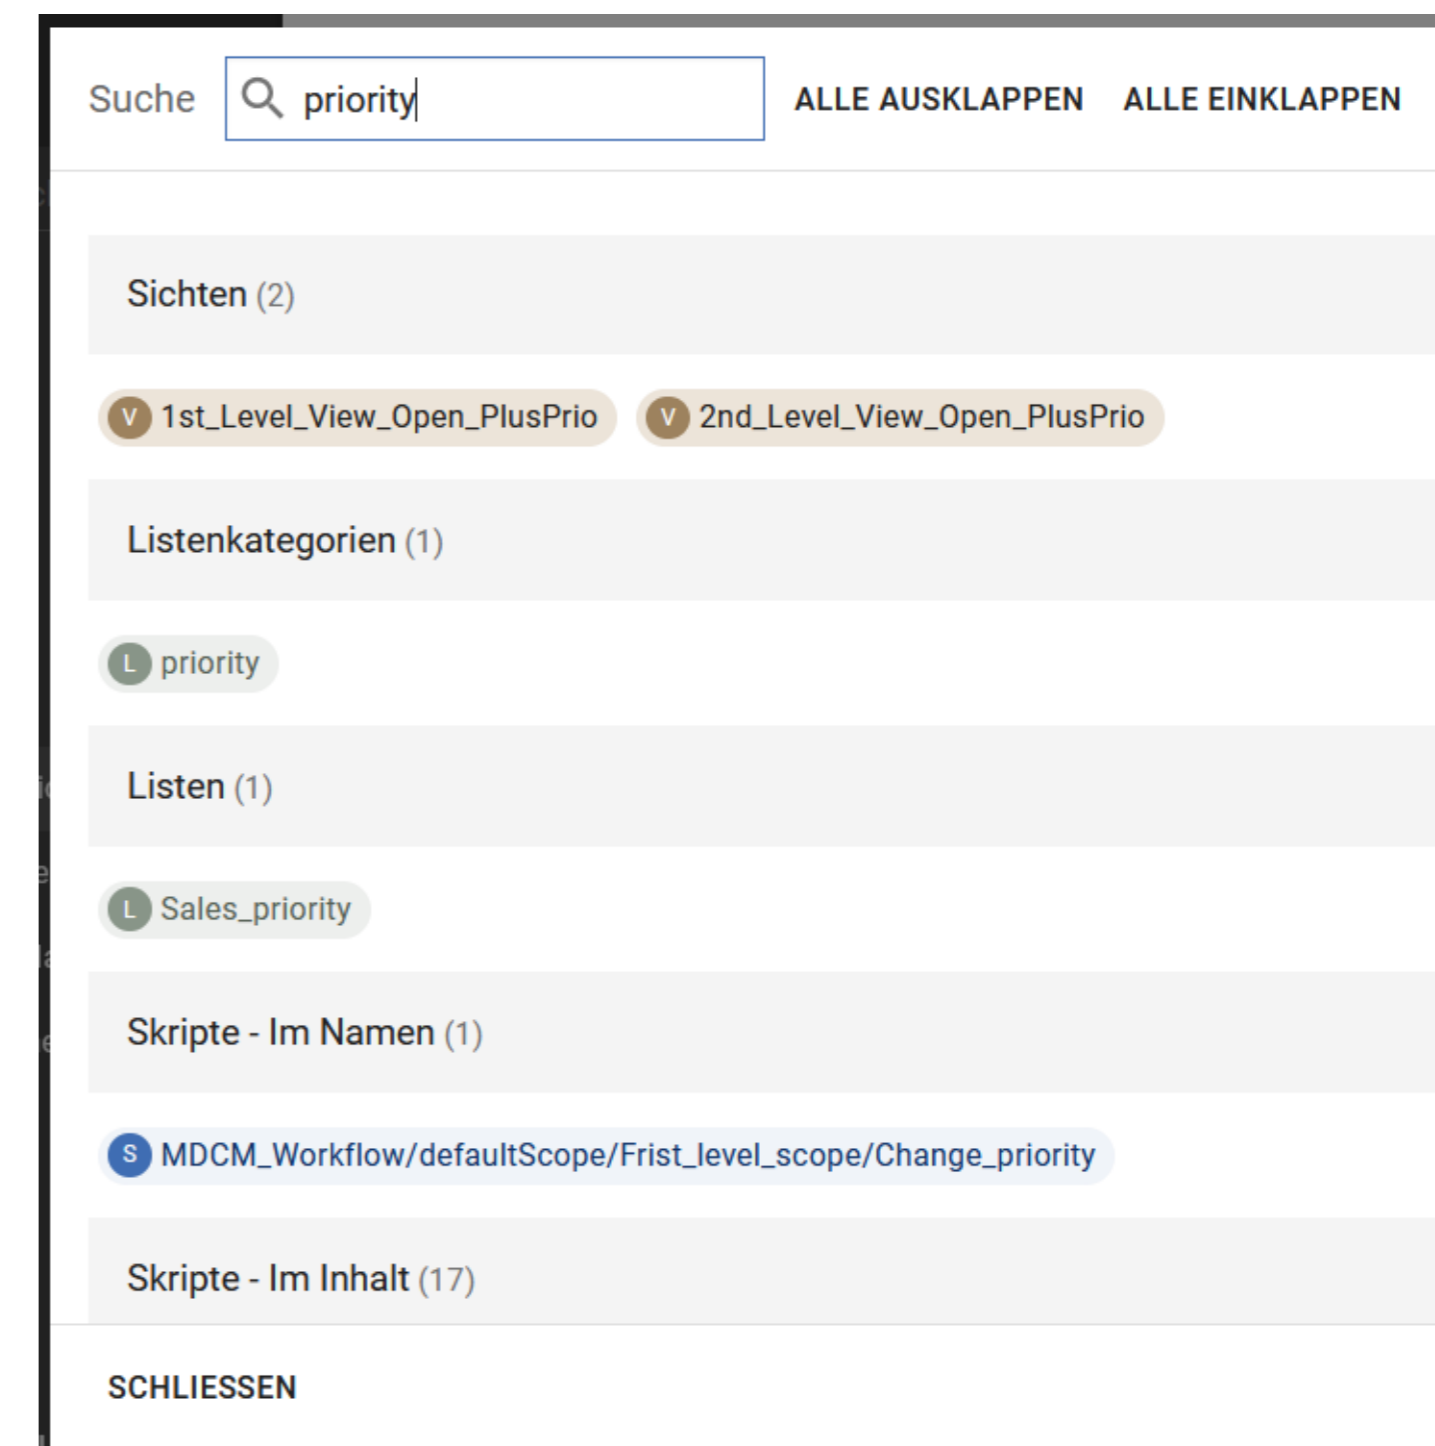 Suche priority ALLE AUSKLAPPEN ALLE EINKLAPPEN
Sichten (2)
V 1st_Level_View_Open_PlusPrio V 2nd_Level_View_Open_PlusPrio
Listenkategorien (1)
L priority
Listen (1)
L Sales_priority
Skripte - Im Namen (1)
S MDCM_Workflow/defaultScope/Frist_level_scope/Change_priority
Skripte - Im Inhalt (17)
SCHLIESSEN